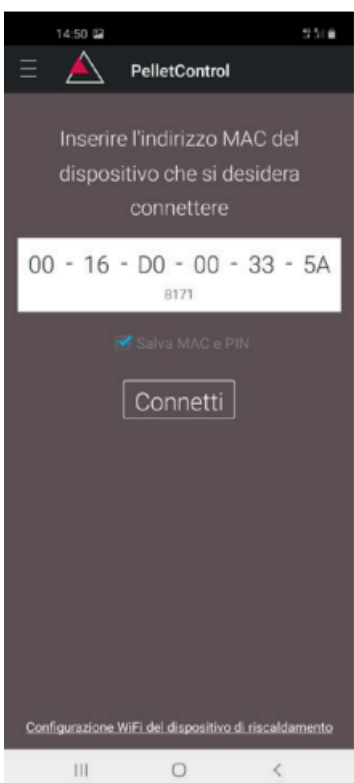 14:50
PelletControl
Inserire l'indirizzo MAC del
dispositivo che si desidera
connettere
00 - 16 - D0 - 00 - 33 - 5A
8171
Salva MAC e PIN
Connetti
Configurazione WiFi del dispositivo di riscaldamento